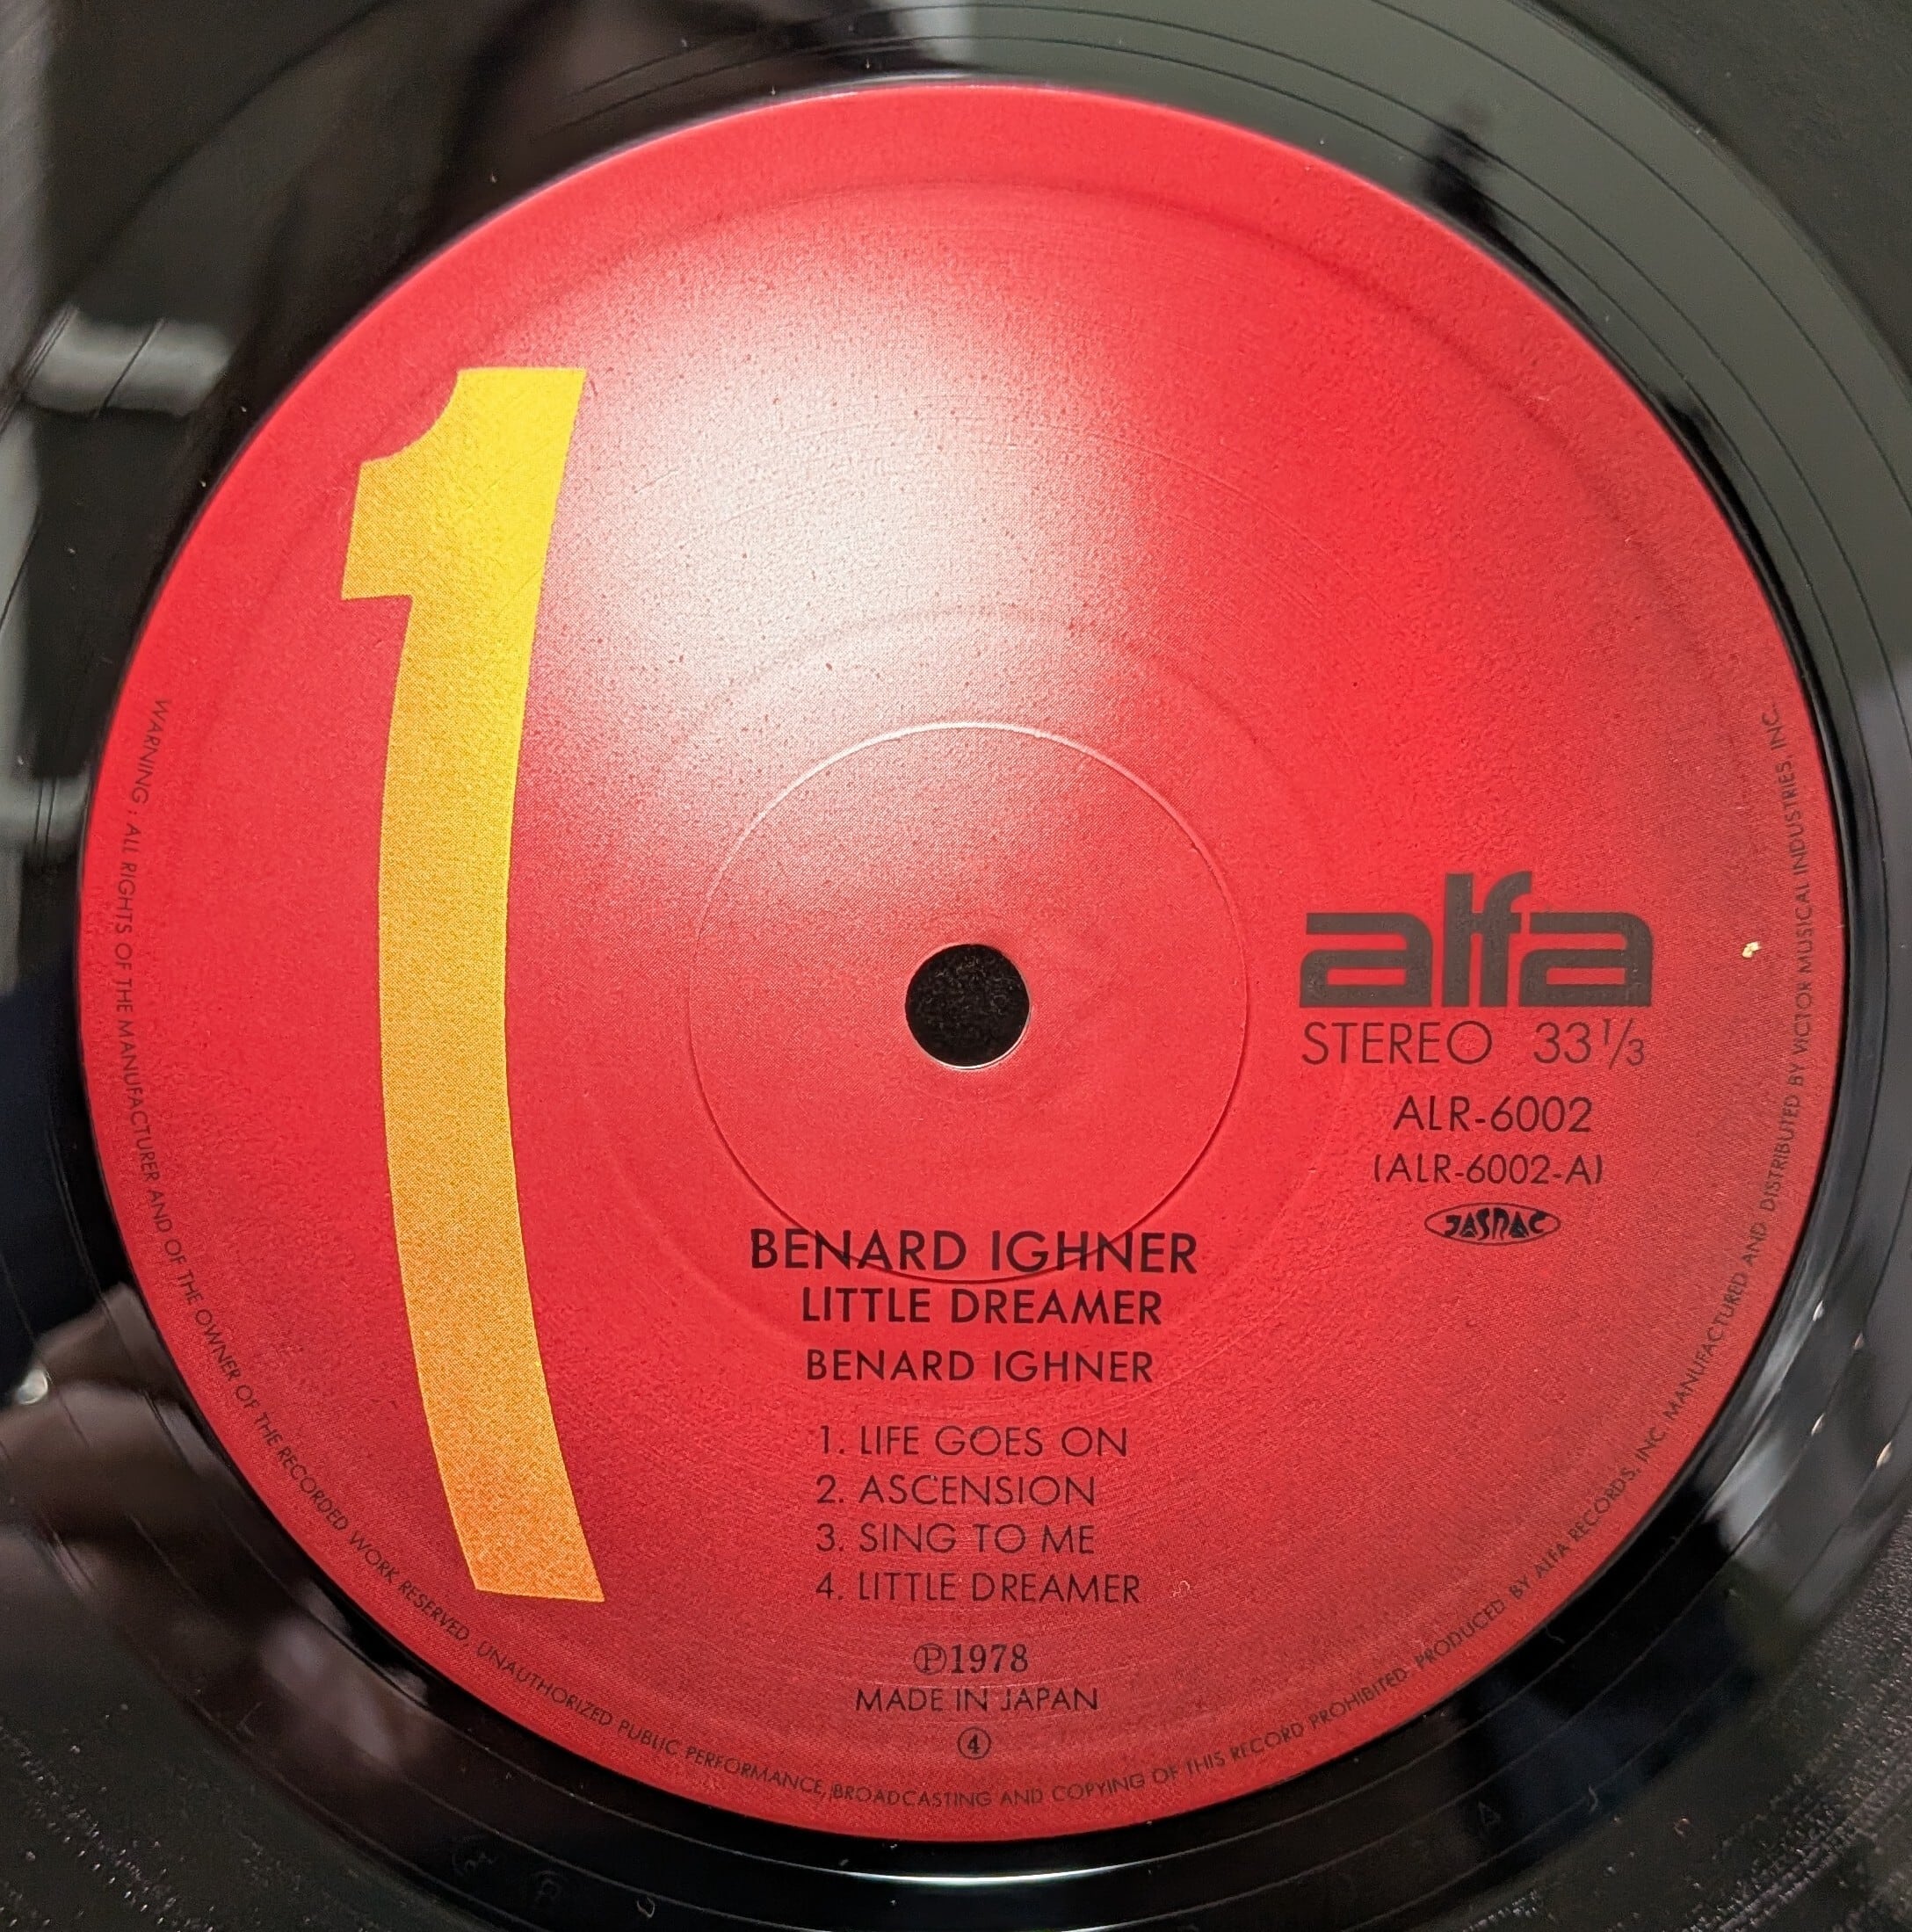 1
alfa
STEREO 33 1/3
ALR-6002
(ALR-6002-A)
JASRAC
BENARD IGHNER
LITTLE DREAMER
BENARD IGHNER
1. LIFE GOES ON
2. ASCENSION
3. SING TO ME
4. LITTLE DREAMER
Ⓟ1978
MADE IN JAPAN
④
WARNING : ALL RIGHTS OF THE MANUFACTURER AND OF THE OWNER OF THE RECORDED WORK RESERVED. UNAUTHORIZED PUBLIC PERFORMANCE, BROADCASTING AND COPYING OF THIS RECORD PROHIBITED. PRODUCED BY ALFA RECORDS, INC. MANUFACTURED AND DISTRIBUTED BY VICTOR MUSICAL INDUSTRIES, INC.